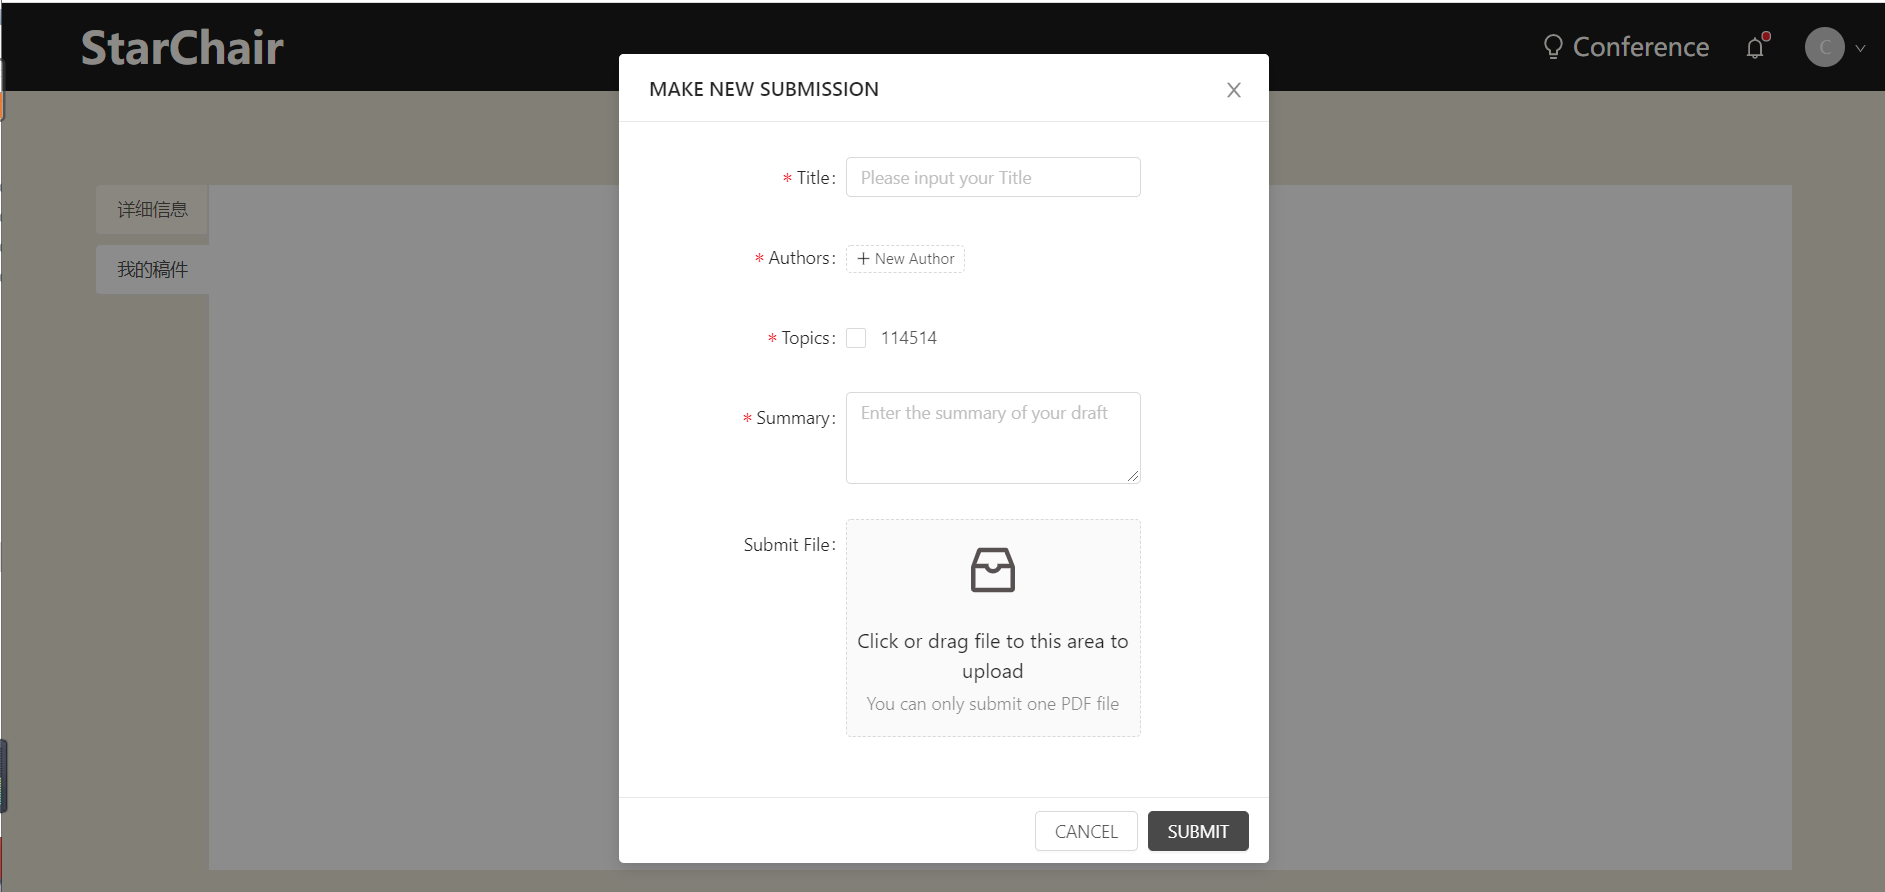 StarChair
Conference
C
详细信息
我的稿件
MAKE NEW SUBMISSION
* Title:
Please input your Title
* Authors:
+ New Author
* Topics:
114514
* Summary:
Enter the summary of your draft
Submit File:
Click or drag file to this area to
upload
You can only submit one PDF file
CANCEL
SUBMIT